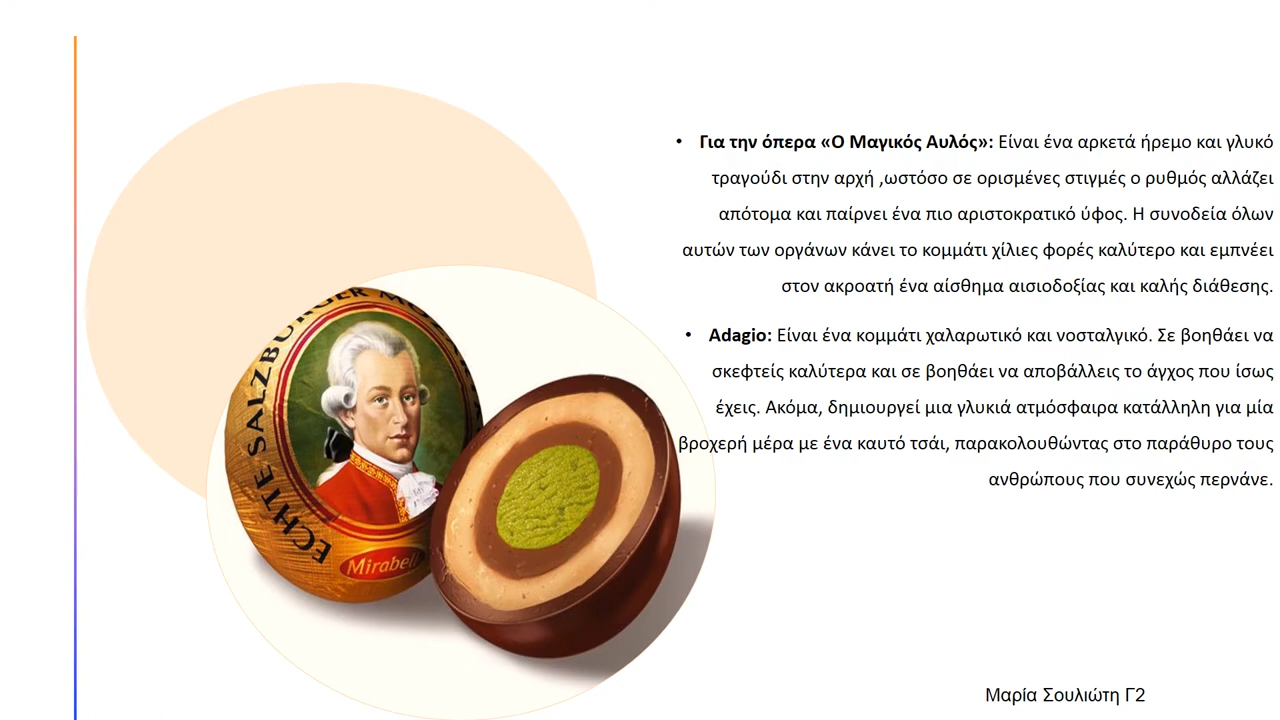 • Για την όπερα «Ο Μαγικός Αυλός»: Είναι ένα αρκετά ήρεμο και γλυκό
τραγούδι στην αρχή ,ωστόσο σε ορισμένες στιγμές ο ρυθμός αλλάζει
απότομα και παίρνει ένα πιο αριστοκρατικό ύφος. Η συνοδεία όλων
αυτών των οργάνων κάνει το κομμάτι χίλιες φορές καλύτερο και εμπνέει
στον ακροατή ένα αίσθημα αισιοδοξίας και καλής διάθεσης.
• Adagio: Είναι ένα κομμάτι χαλαρωτικό και νοσταλγικό. Σε βοηθάει να
σκεφτείς καλύτερα και σε βοηθάει να αποβάλλεις το άγχος που ίσως
έχεις. Ακόμα, δημιουργεί μια γλυκιά ατμόσφαιρα κατάλληλη για μία
βροχερή μέρα με ένα καυτό τσάι, παρακολουθώντας στο παράθυρο τους
ανθρώπους που συνεχώς περνάνε.
ECHTE SALZBURGER
Mirabell
Μαρία Σουλιώτη Γ2